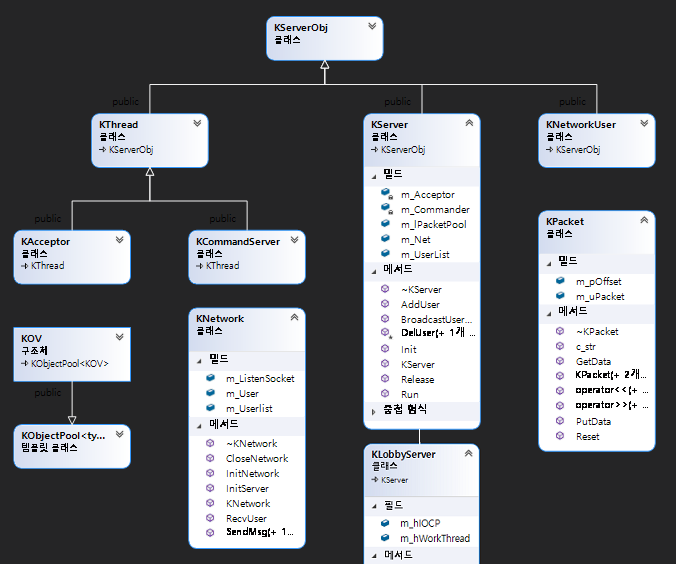 KServerObj
클래스
public
public
public
KThread
클래스
KServerObj
KServer
클래스
KServerObj
필드
m_Acceptor
m_Commander
m_lPacketPool
m_Net
m_UserList
메서드
~KServer
AddUser
BroadcastUser...
DelUser(+ 1개 ...
Init
KServer
Release
Run
중첩 형식
KNetworkUser
클래스
KServerObj
public
public
KAcceptor
클래스
KThread
KCommandServer
클래스
KThread
KPacket
클래스
필드
m_pOffset
m_uPacket
메서드
~KPacket
c_str
GetData
KPacket(+ 2개...
operator<<(+ ...
operator>>(+ ...
PutData
Reset
KOV
구조체
KObjectPool<KOV>
public
KObjectPool<ty...
템플릿 클래스
KNetwork
클래스
필드
m_ListenSocket
m_User
m_Userlist
메서드
~KNetwork
CloseNetwork
InitNetwork
InitServer
KNetwork
RecvUser
SendMsg(+ 1...
KLobbyServer
클래스
KServer
필드
m_hIOCP
m_hWorkThread
메서드